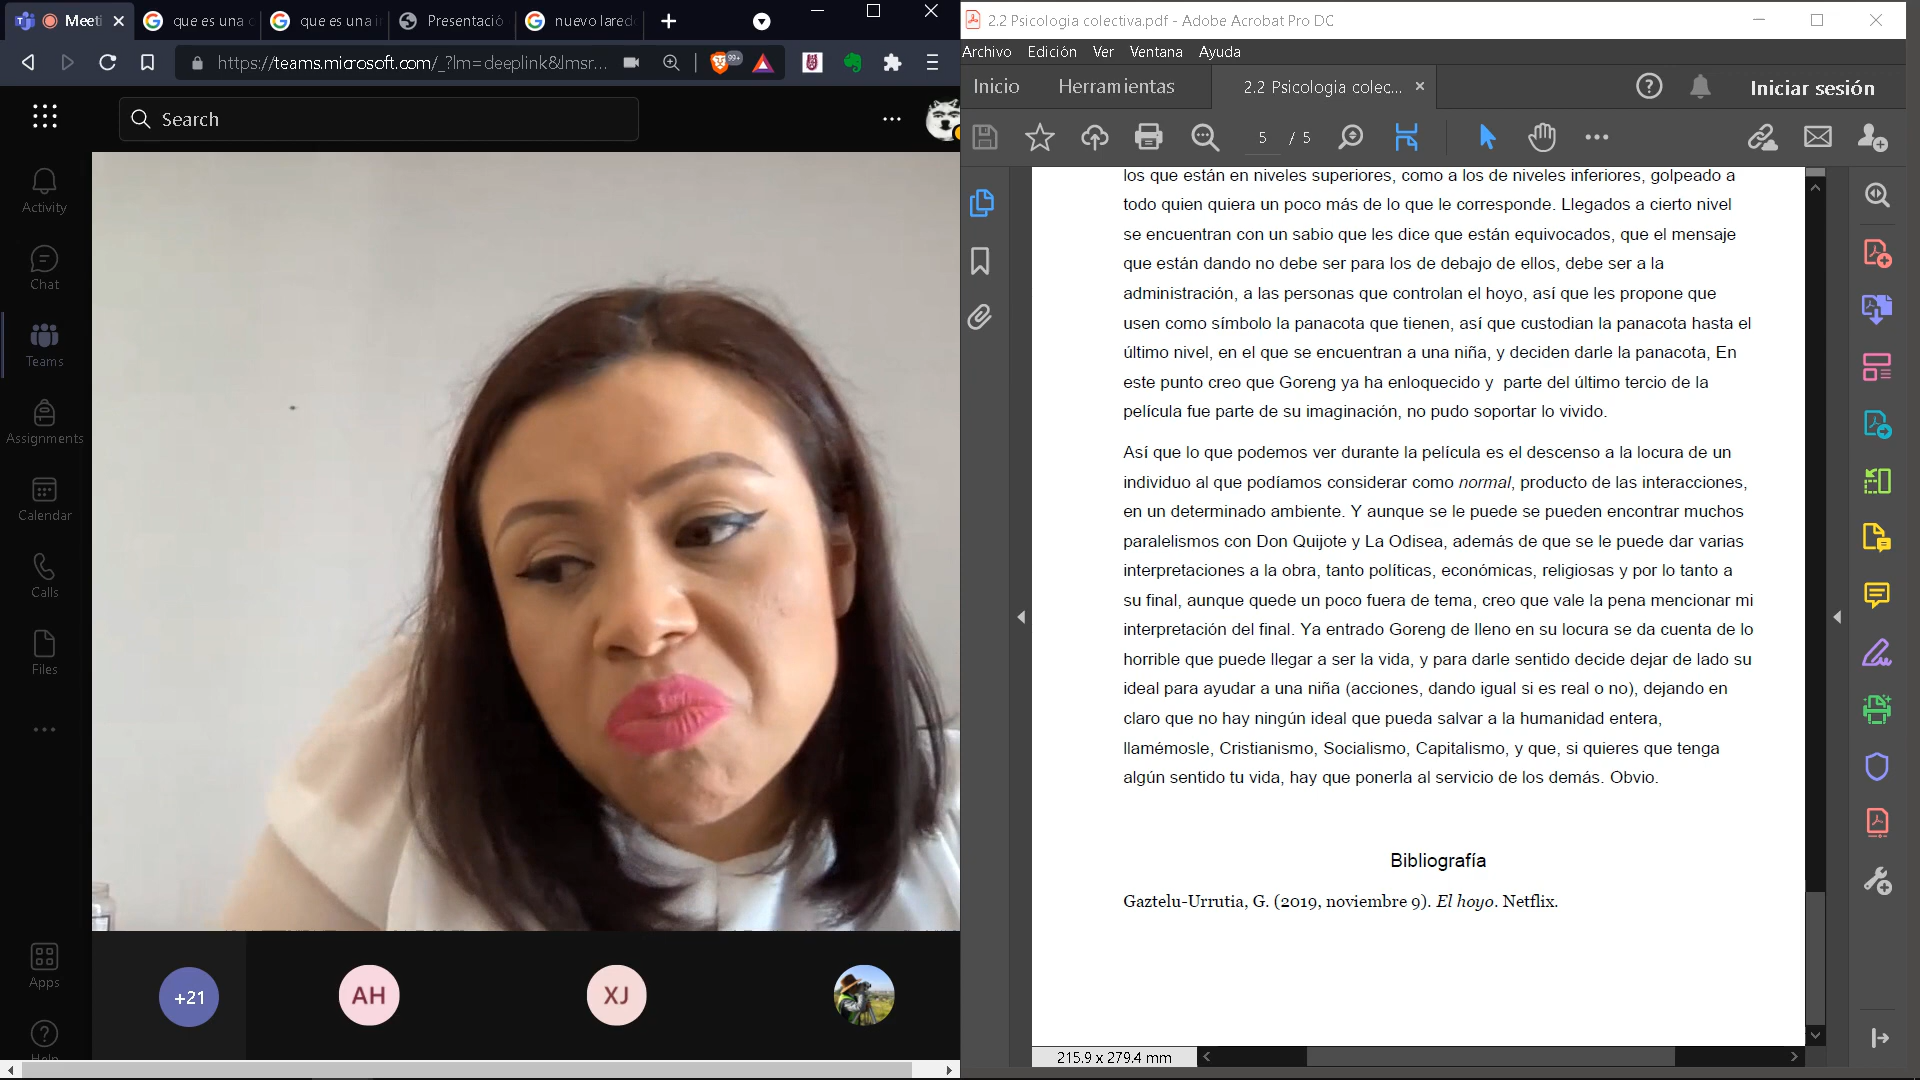 Meeti
que es una c
que es una ir
Presentació
nuevo lared
https://teams.microsoft.com/_?lm=deeplink&lmsr...
99+
Search
Activity
Chat
Teams
Assignments
Calendar
Calls
Files
Apps
Help
+21
AH
XJ
2.2 Psicologia colectiva.pdf - Adobe Acrobat Pro DC
Archivo Edición Ver Ventana Ayuda
Inicio Herramientas 2.2 Psicologia colec... Iniciar sesión
5 / 5
los que están en niveles superiores, como a los de niveles inferiores, golpeado a
todo quien quiera un poco más de lo que le corresponde. Llegados a cierto nivel
se encuentran con un sabio que les dice que están equivocados, que el mensaje
que están dando no debe ser para los de debajo de ellos, debe ser a la
administración, a las personas que controlan el hoyo, así que les propone que
usen como símbolo la panacota que tienen, así que custodian la panacota hasta el
último nivel, en el que se encuentran a una niña, y deciden darle la panacota, En
este punto creo que Goreng ya ha enloquecido y  parte del último tercio de la
película fue parte de su imaginación, no pudo soportar lo vivido.
Así que lo que podemos ver durante la película es el descenso a la locura de un
individuo al que podíamos considerar como normal, producto de las interacciones,
en un determinado ambiente. Y aunque se le puede se pueden encontrar muchos
paralelismos con Don Quijote y La Odisea, además de que se le puede dar varias
interpretaciones a la obra, tanto políticas, económicas, religiosas y por lo tanto a
su final, aunque quede un poco fuera de tema, creo que vale la pena mencionar mi
interpretación del final. Ya entrado Goreng de lleno en su locura se da cuenta de lo
horrible que puede llegar a ser la vida, y para darle sentido decide dejar de lado su
ideal para ayudar a una niña (acciones, dando igual si es real o no), dejando en
claro que no hay ningún ideal que pueda salvar a la humanidad entera,
llamémosle, Cristianismo, Socialismo, Capitalismo, y que, si quieres que tenga
algún sentido tu vida, hay que ponerla al servicio de los demás. Obvio.
Bibliografía
Gaztelu-Urrutia, G. (2019, noviembre 9). El hoyo. Netflix.
215.9 x 279.4 mm